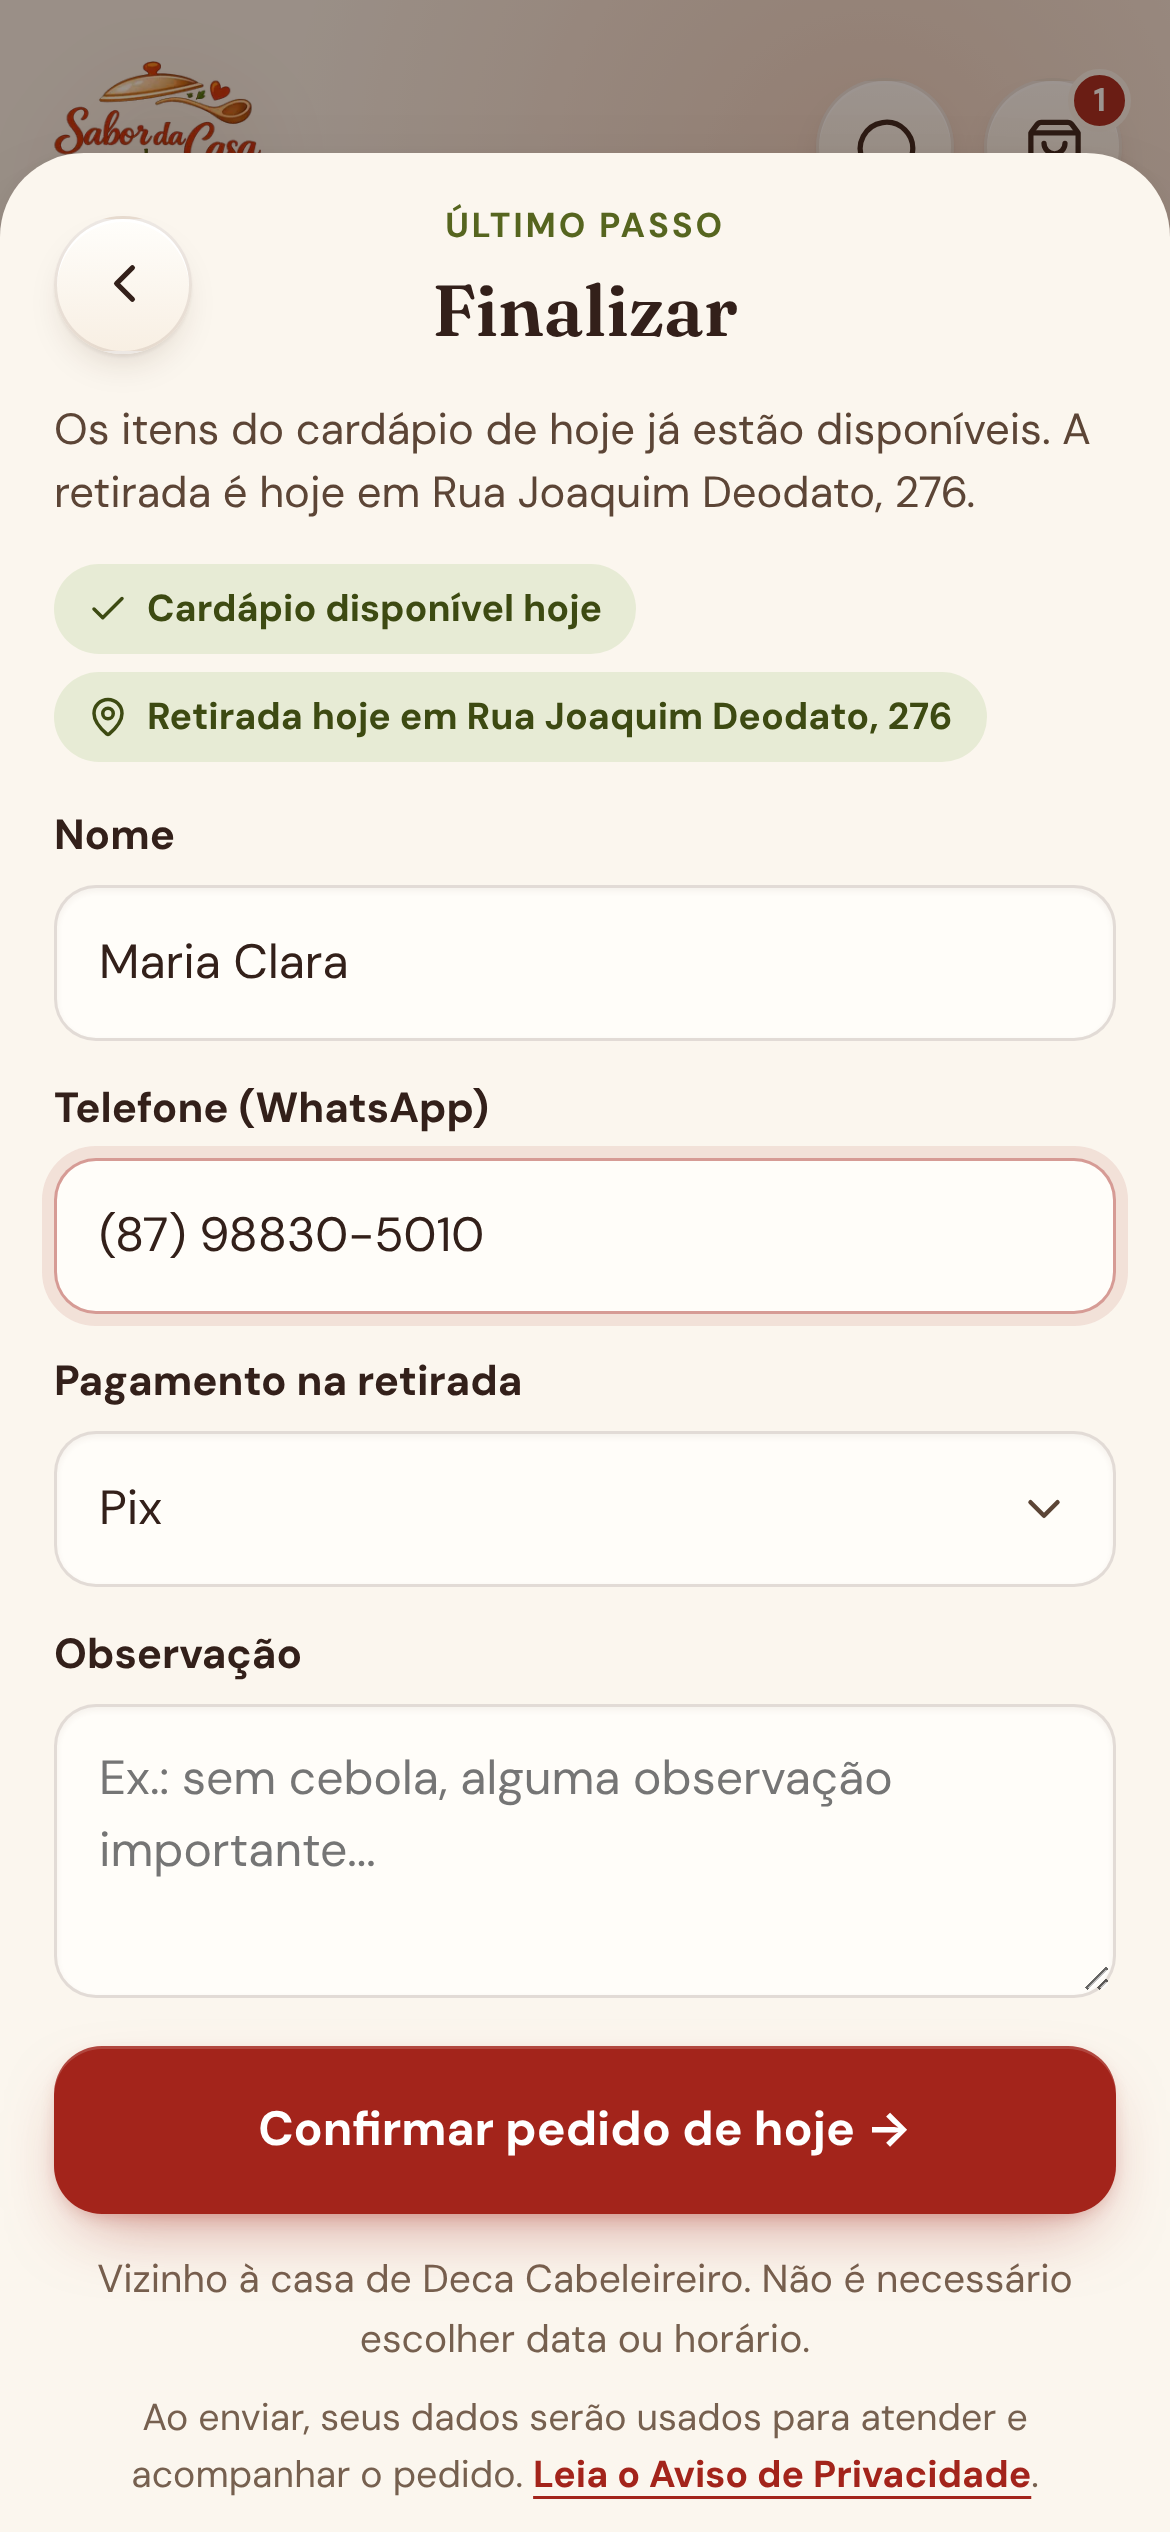 Sabor da Casa
1
ÚLTIMO PASSO
Finalizar
Os itens do cardápio de hoje já estão disponíveis. A
retirada é hoje em Rua Joaquim Deodato, 276.
Cardápio disponível hoje
Retirada hoje em Rua Joaquim Deodato, 276
Nome
Maria Clara
Telefone (WhatsApp)
(87) 98830-5010
Pagamento na retirada
Pix
Observação
Ex.: sem cebola, alguma observação
importante...
Confirmar pedido de hoje →
Vizinho à casa de Deca Cabeleireiro. Não é necessário
escolher data ou horário.
Ao enviar, seus dados serão usados para atender e
acompanhar o pedido. Leia o Aviso de Privacidade.